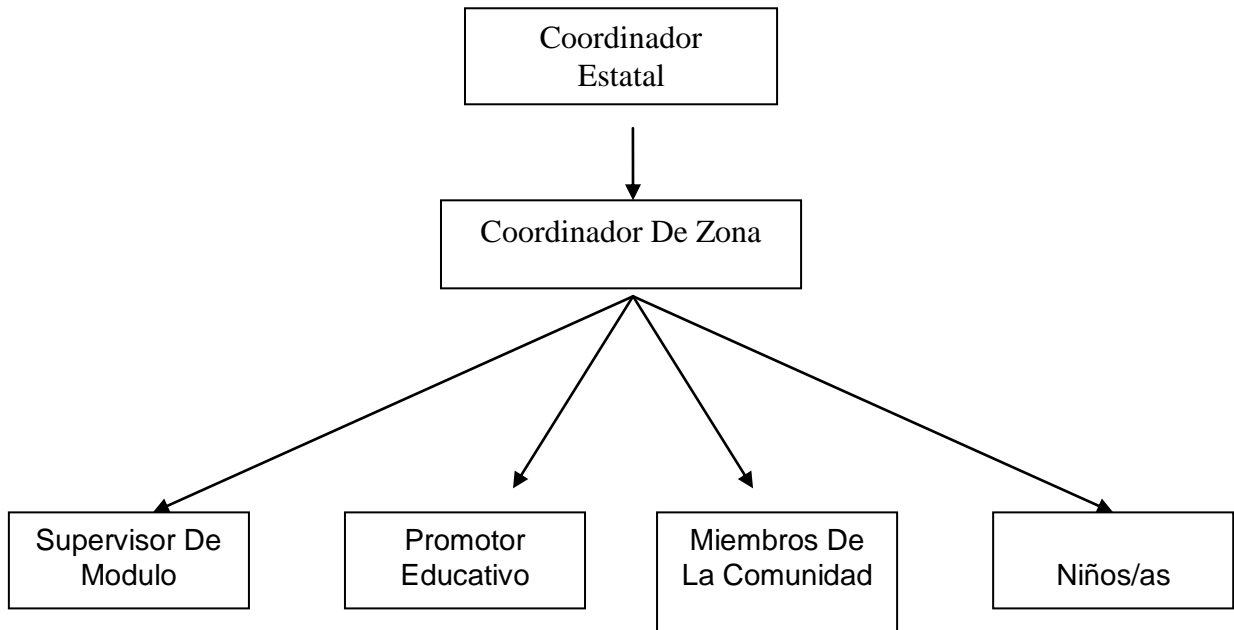 Coordinador
Estatal
Coordinador De Zona
Supervisor De
Modulo
Promotor
Educativo
Miembros De
La Comunidad
Niños/as